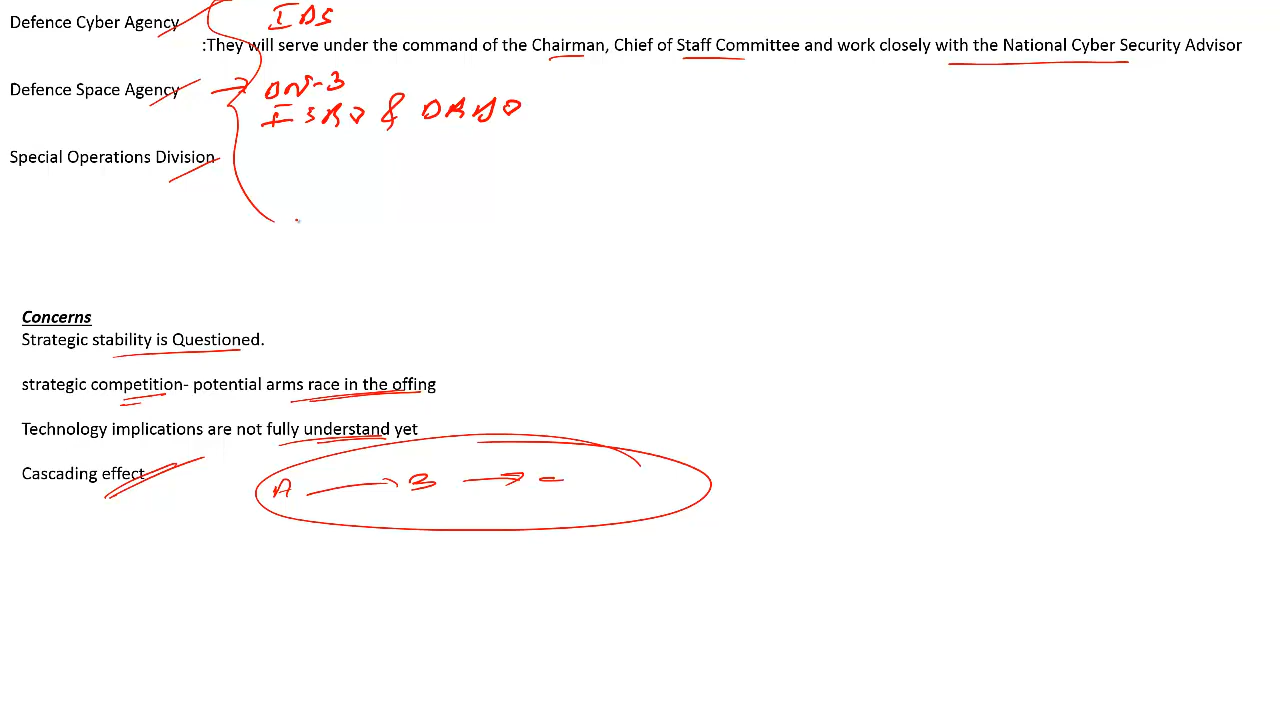 Defence Cyber Agency
IDS
:They will serve under the command of the Chairman, Chief of Staff Committee and work closely with the National Cyber Security Advisor
Defence Space Agency
ISRO & DRDO
Special Operations Division
Concerns
Strategic stability is Questioned.
strategic competition- potential arms race in the offing
Technology implications are not fully understand yet
Cascading effect
A B